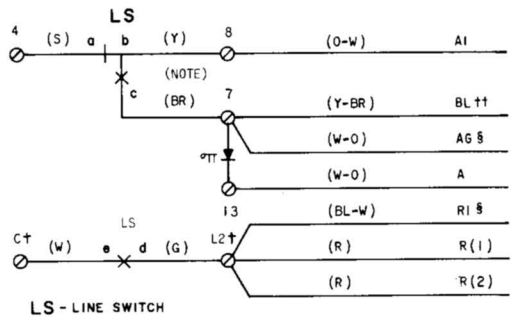 LS
4 (S) a b (Y) 8 (O-W) A1
(NOTE)
c
(BR) 7 (Y-BR) BL ††
(W-O) AG §
(W-O) A
13
LS (BL-W) R1 §
C† (W) e d (G) L2† (R) R(1)
(R) R(2)
LS - LINE SWITCH